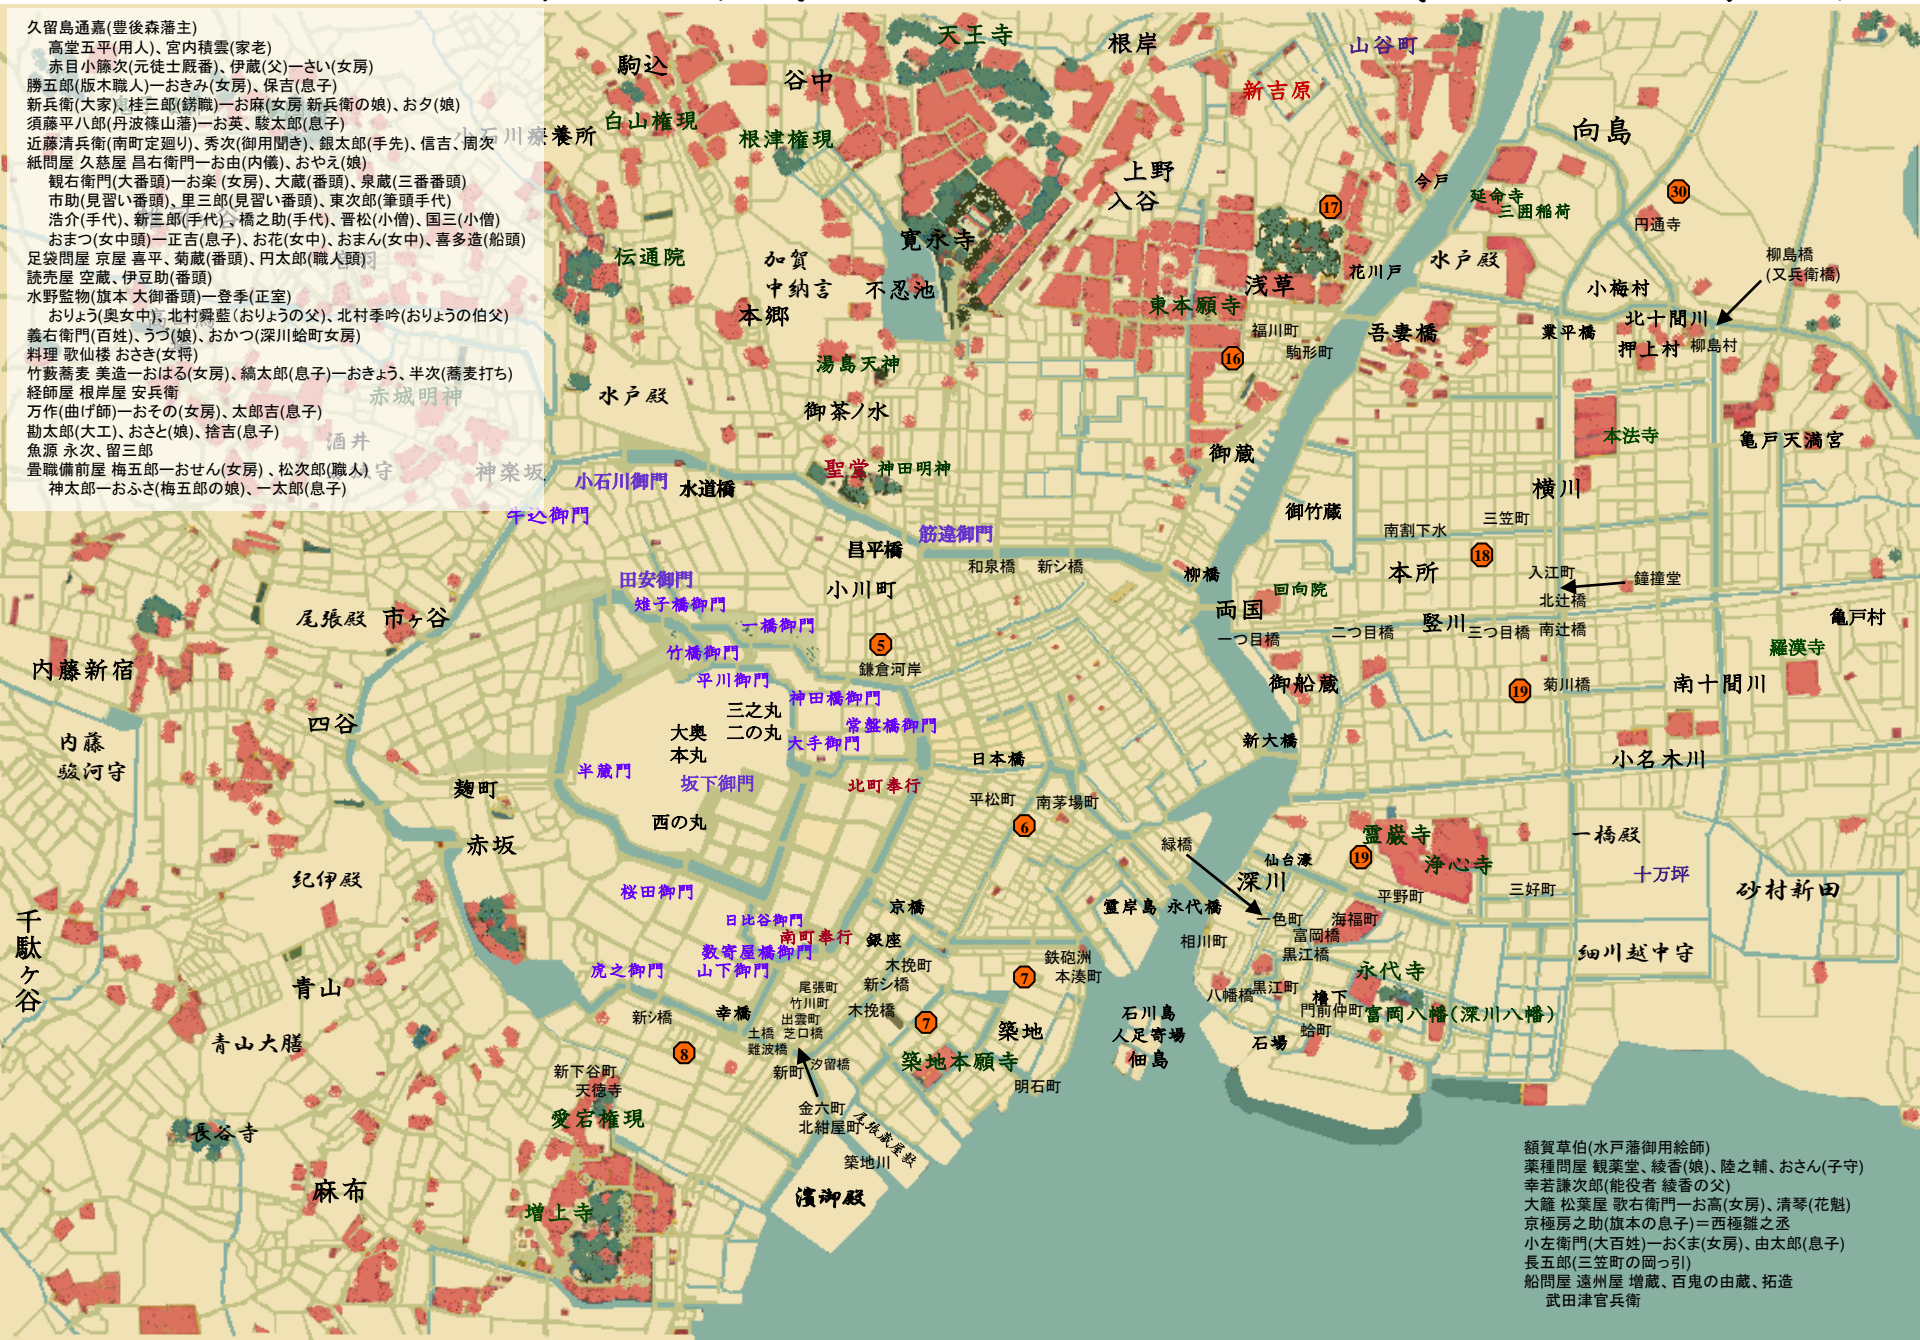 久留島通嘉(豊後森藩主)
高堂五平(用人)、宮内積雲(家老)
赤目小籐次(元徒士厩番)、伊蔵(父)ーさい(女房)
勝五郎(版木職人)ーおきみ(女房)、保吉(息子)
新兵衛(大家)、桂三郎(錺職)ーお麻(女房 新兵衛の娘)、お夕(娘)
須藤平八郎(丹波篠山藩)ーお英、駿太郎(息子)
近藤清兵衛(南町定廻り)、秀次(御用聞き)、銀太郎(手先)、信吉、周次
紙問屋 久慈屋 昌右衛門ーお由(内儀)、おやえ(娘)
観右衛門(大番頭)ーお楽 (女房)、大蔵(番頭)、泉蔵(三番番頭)
市助(見習い番頭)、里三郎(見習い番頭)、東次郎(筆頭手代)
浩介(手代)、新三郎(手代)、橋之助(手代)、晋松(小僧)、国三(小僧)
おまつ(女中頭)ー正吉(息子)、お花(女中)、おまん(女中)、喜多造(船頭)
足袋問屋 京屋 喜平、菊蔵(番頭)、円太郎(職人頭)
読売屋 空蔵、伊豆助(番頭)
水野監物(旗本 大御番頭)ー登季(正室)
おりょう(奥女中)、北村舜藍(おりょうの父)、北村季吟(おりょうの伯父)
義右衛門(百姓)、うづ(娘)、おかつ(深川蛤町女房)
料理 歌仙楼 おさき(女将)
竹藪蕎麦 美造ーおはる(女房)、縞太郎(息子)ーおきょう、半次(蕎麦打ち)
経師屋 根岸屋 安兵衛
万作(曲げ師)ーおその(女房)、太郎吉(息子)
勘太郎(大工)、おさと(娘)、捨吉(息子)
魚源 永次、留三郎
畳職備前屋 梅五郎ーおせん(女房) 、松次郎(職人)
神太郎ーおふさ(梅五郎の娘)、一太郎(息子)
小石川療養所
赤城明神
酒井
神楽坂
天王寺
根岸
山谷町
駒込
谷中
新吉原
白山権現
根津権現
向島
上野
入谷
今戸
延命寺
三囲稲荷
17
30
円通寺
寛永寺
伝通院
加賀
中納言
不忍池
本郷
浅草
花川戸
水戸殿
柳島橋
(又兵衛橋)
小梅村
東本願寺
福川町
駒形町
16
吾妻橋
業平橋
北十間川
押上村
柳島村
湯島天神
水戸殿
御茶ノ水
本法寺
亀戸天満宮
御蔵
聖堂
神田明神
小石川御門
水道橋
牛込御門
横川
御竹蔵
三笠町
南割下水
筋違御門
昌平橋
和泉橋
新シ橋
柳橋
18
本所
入江町
鐘撞堂
北辻橋
田安御門
雉子橋御門
小川町
回向院
両国
一橋御門
一つ目橋
二つ目橋
竪川
三つ目橋
南辻橋
亀戸村
尾張殿
市ヶ谷
5
鎌倉河岸
竹橋御門
羅漢寺
内藤新宿
平川御門
神田橋御門
御船蔵
19
菊川橋
南十間川
三之丸
二の丸
大奥
本丸
常盤橋御門
大手御門
四谷
内藤
駿河守
新大橋
日本橋
小名木川
半蔵門
坂下御門
北町奉行
麹町
平松町
南茅場町
6
西の丸
赤坂
緑橋
仙台濠
霊巌寺
19
浄心寺
一橋殿
十万坪
砂村新田
紀伊殿
深川
平野町
三好町
桜田御門
京橋
霊岸島
永代橋
一色町
海福町
日比谷御門
南町奉行
銀座
相川町
富岡橋
黒江橋
細川越中守
千駄ヶ谷
数寄屋橋御門
木挽町
鉄砲洲
虎之御門
山下御門
7
本湊町
永代寺
青山
尾張町
新シ橋
八幡橋
黒江町
櫓下
竹川町
木挽橋
門前仲町
富岡八幡(深川八幡)
新シ橋
幸橋
出雲町
7
築地
石川島
人足寄場
佃島
石場
蛤町
青山大膳
8
土橋
芝口橋
難波橋
新町
汐留橋
築地本願寺
新下谷町
天徳寺
明石町
愛宕権現
金六町
北紺屋町
尾張蔵屋敷
長谷寺
築地川
麻布
濱御殿
増上寺
額賀草伯(水戸藩御用絵師)
薬種問屋 観薬堂、綾香(娘)、陸之輔、おさん(子守)
幸若謙次郎(能役者 綾香の父)
大籬 松葉屋 歌右衛門ーお高(女房)、清琴(花魁)
京極房之助(旗本の息子)＝西極雛之丞
小左衛門(大百姓)ーおくま(女房)、由太郎(息子)
長五郎(三笠町の岡っ引)
船問屋 遠州屋 増蔵、百鬼の由蔵、拓造
武田津官兵衛